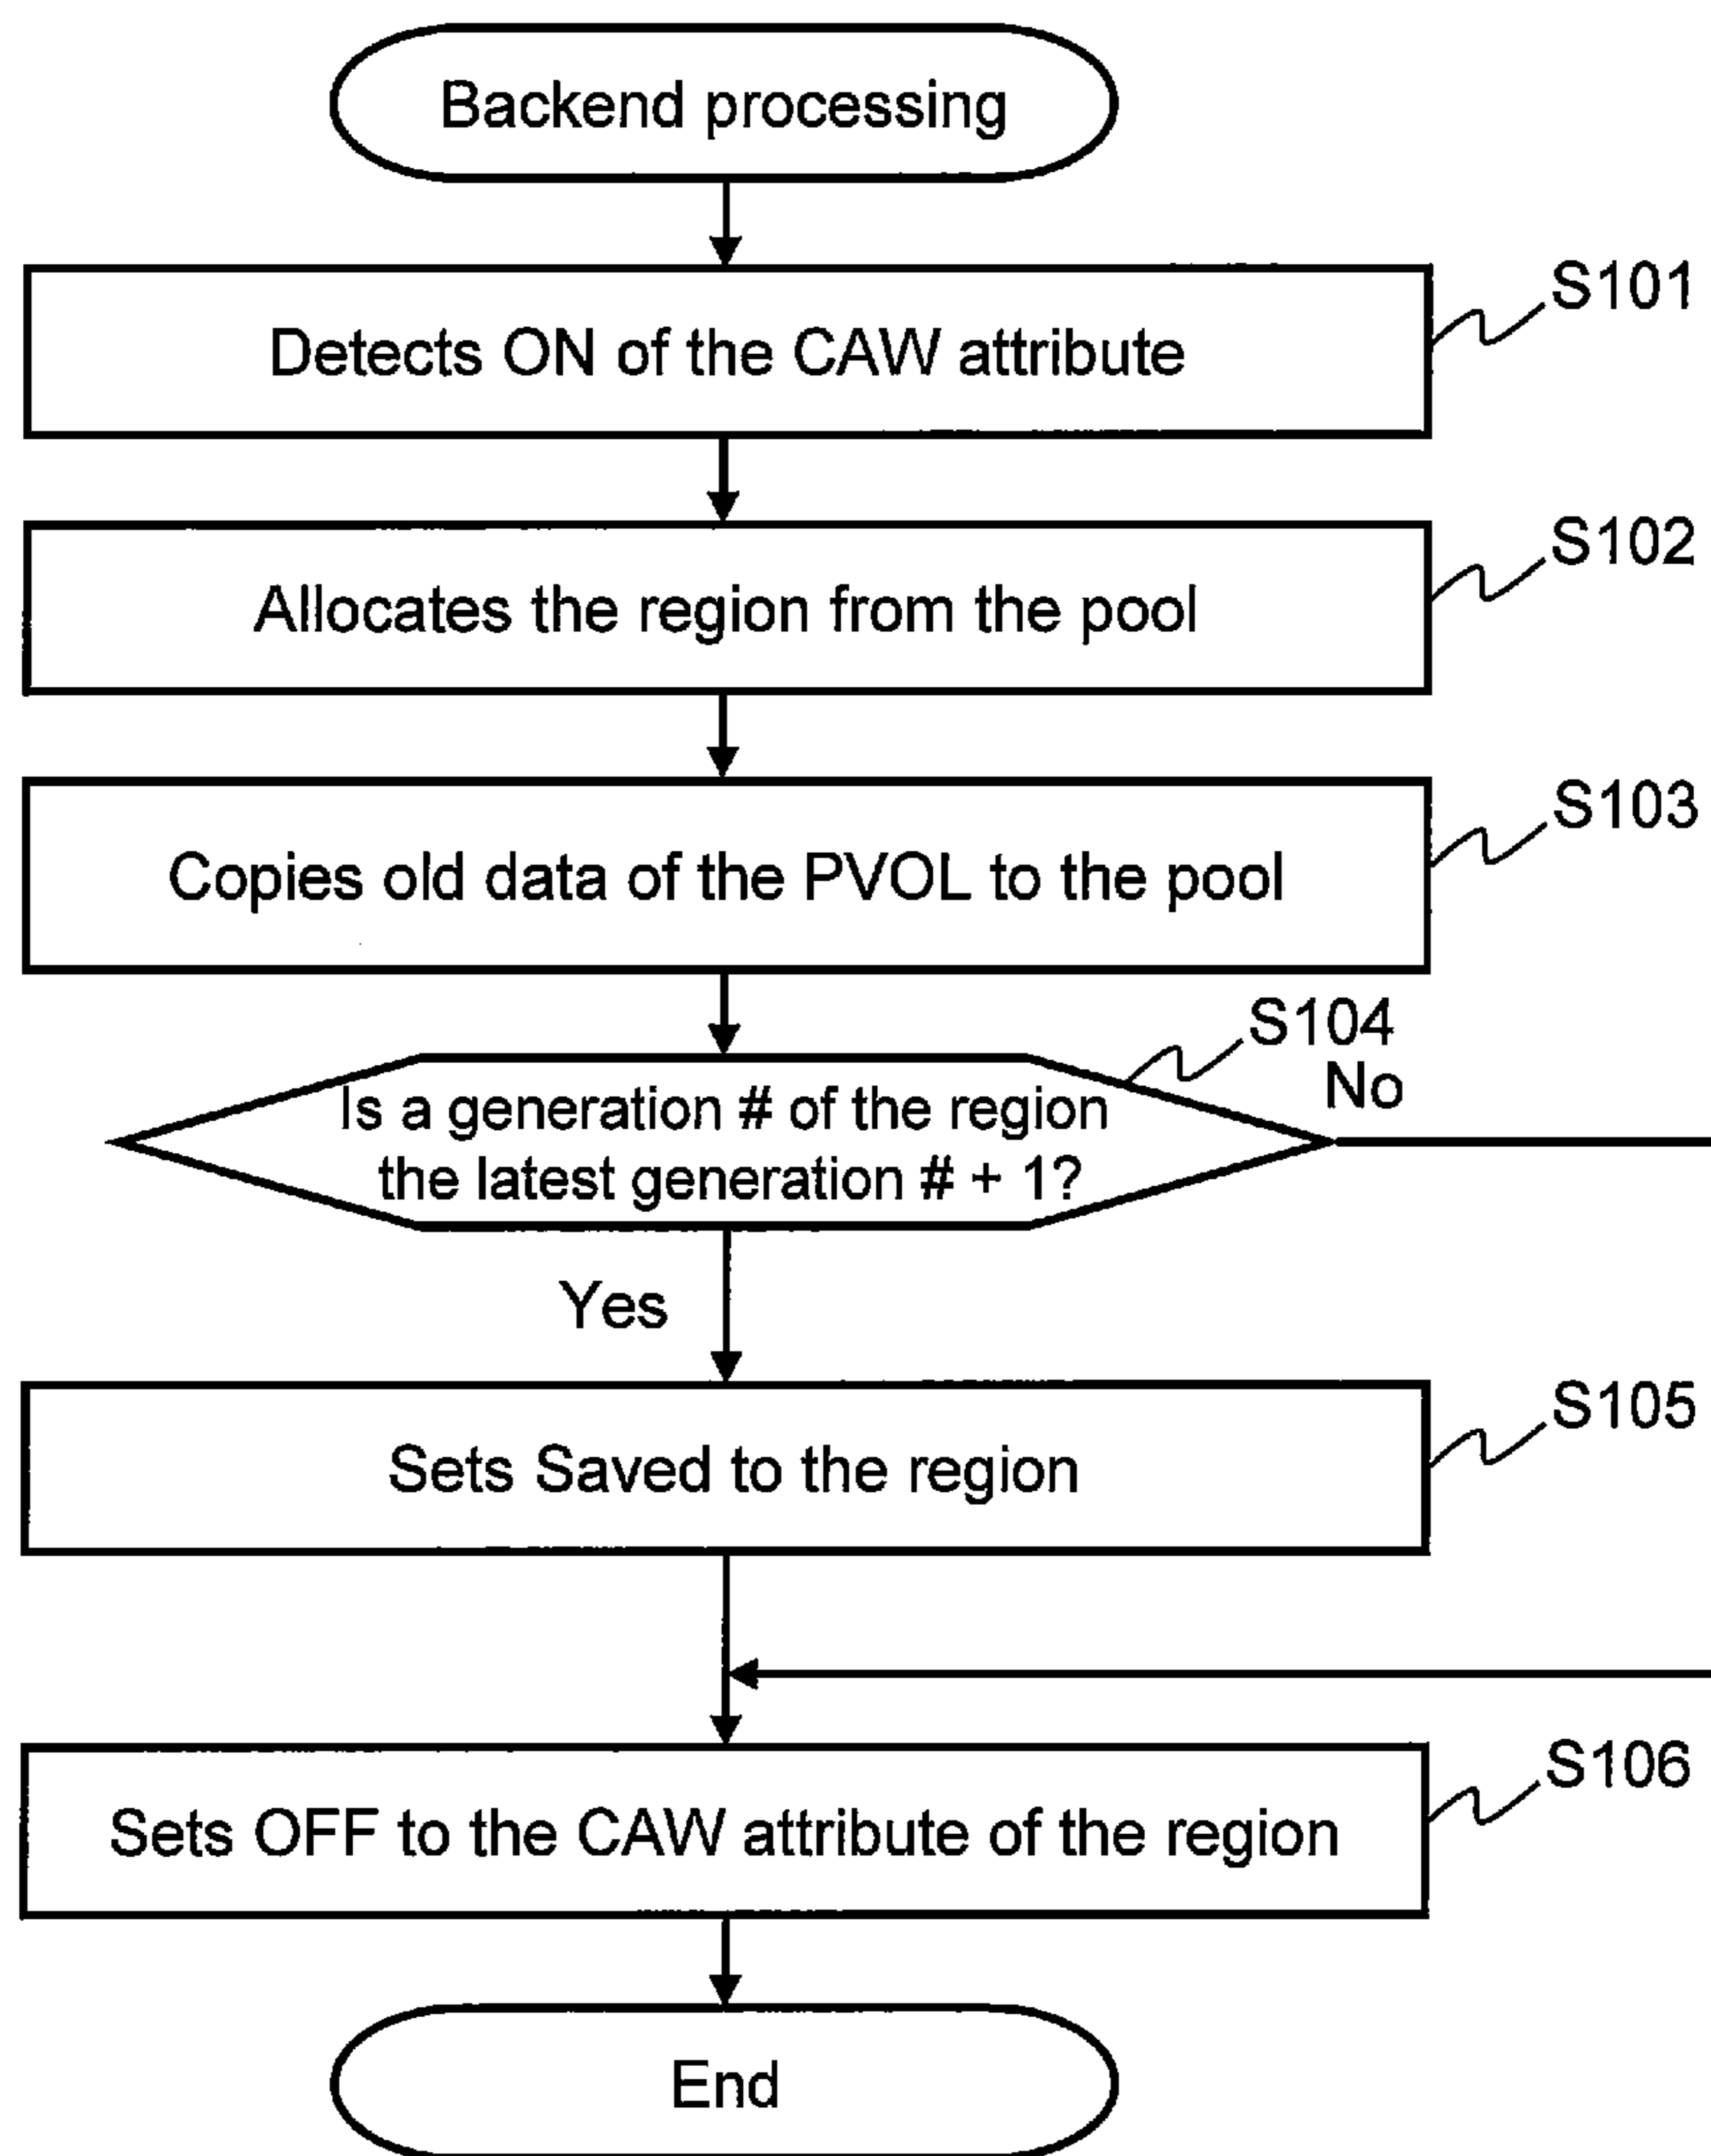 Backend processing
S101
Detects ON of the CAW attribute
S102
Allocates the region from the pool
S103
Copies old data of the PVOL to the pool
S104
No
Is a generation # of the region
the latest generation # + 1?
Yes
S105
Sets Saved to the region
S106
Sets OFF to the CAW attribute of the region
End